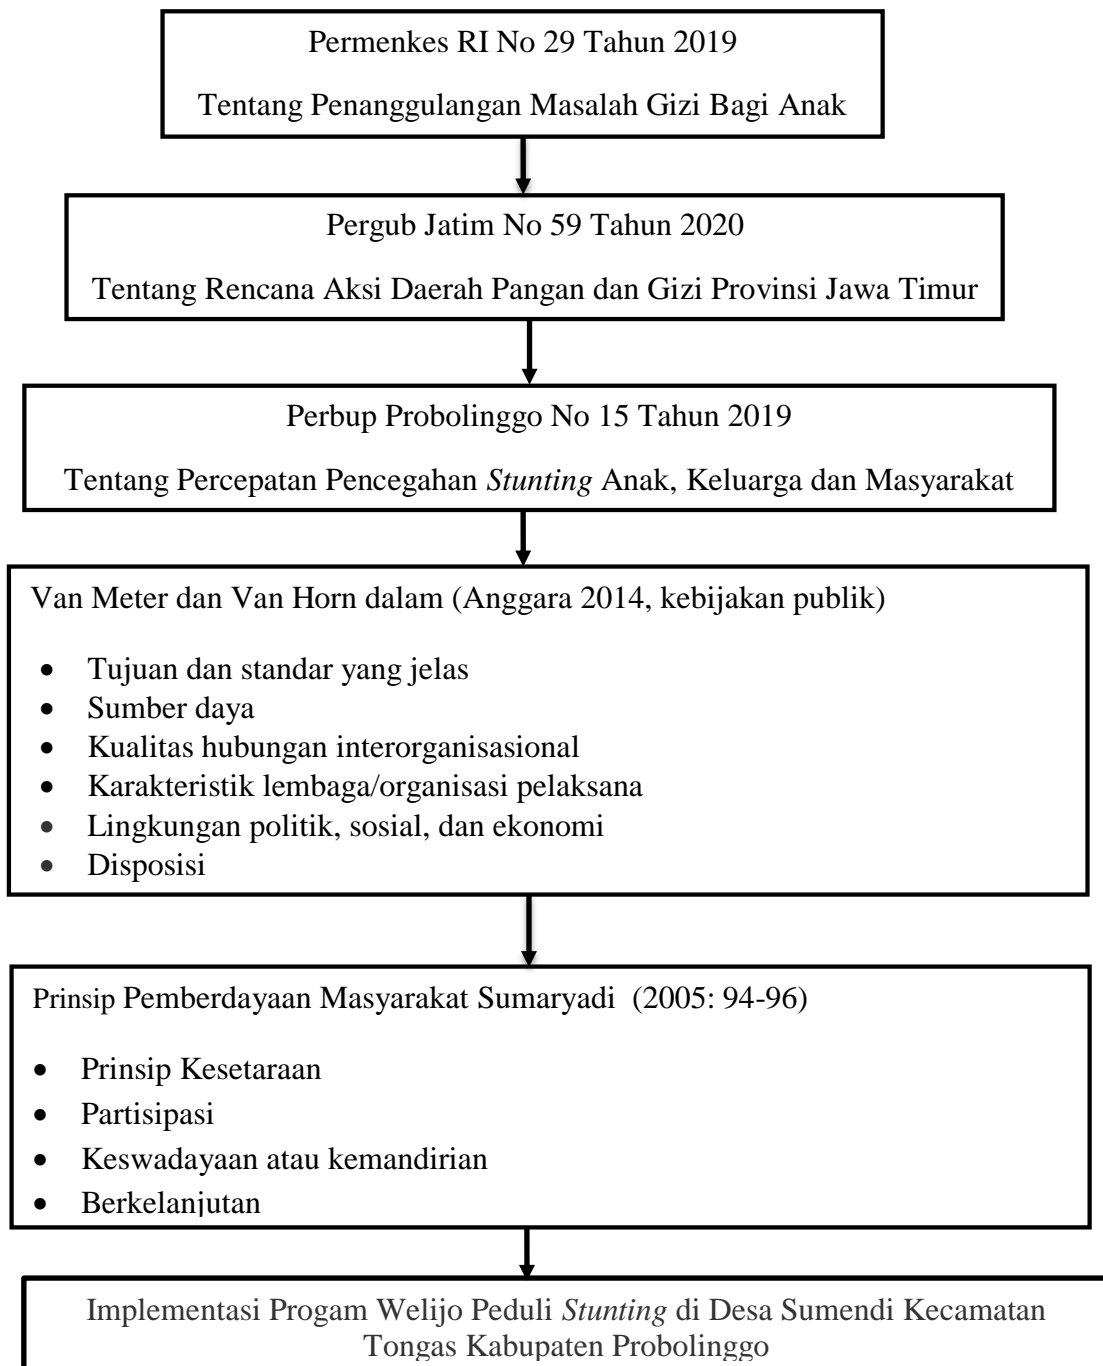 Permenkes RI No 29 Tahun 2019
Tentang Penanggulangan Masalah Gizi Bagi Anak
Pergub Jatim No 59 Tahun 2020
Tentang Rencana Aksi Daerah Pangan dan Gizi Provinsi Jawa Timur
Perbup Probolinggo No 15 Tahun 2019
Tentang Percepatan Pencegahan Stunting Anak, Keluarga dan Masyarakat
Van Meter dan Van Horn dalam (Anggara 2014, kebijakan publik)
• Tujuan dan standar yang jelas
• Sumber daya
• Kualitas hubungan interorganisasional
• Karakteristik lembaga/organisasi pelaksana
• Lingkungan politik, sosial, dan ekonomi
• Disposisi
Prinsip Pemberdayaan Masyarakat Sumaryadi (2005: 94-96)
• Prinsip Kesetaraan
• Partisipasi
• Keswadayaan atau kemandirian
• Berkelanjutan
Implementasi Progam Welijo Peduli Stunting di Desa Sumendi Kecamatan
Tongas Kabupaten Probolinggo